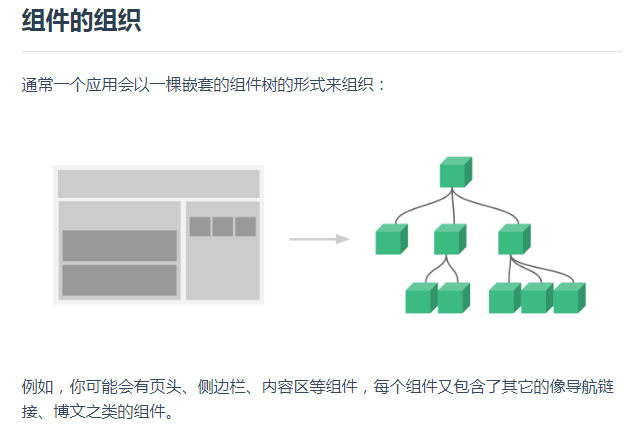 组件的组织
通常一个应用会以一棵嵌套的组件树的形式来组织：
例如，你可能会有页头、侧边栏、内容区等组件，每个组件又包含了其它的像导航链
接、博文之类的组件。